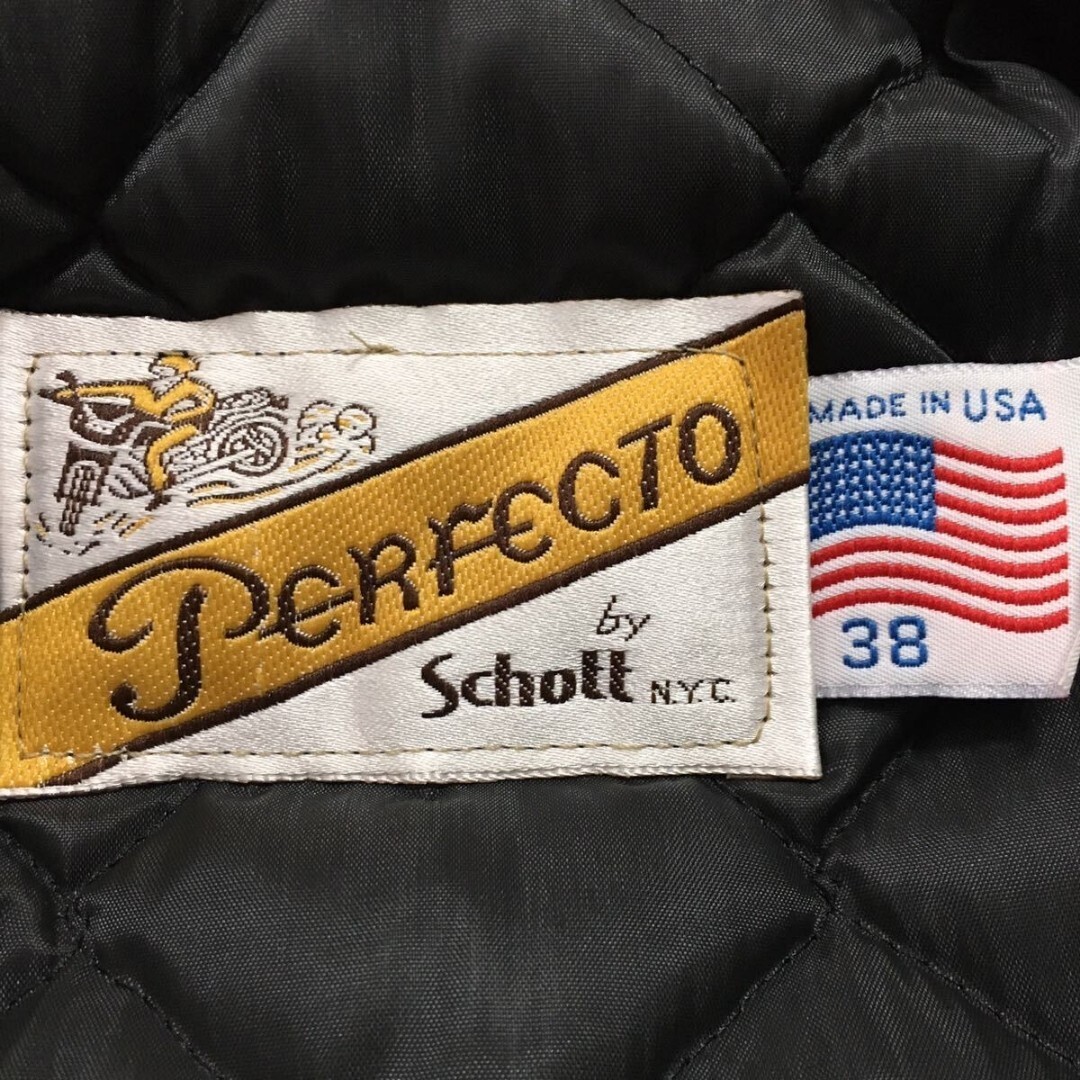 PERFECTO
by
Schott N.Y.C.
MADE IN USA
38